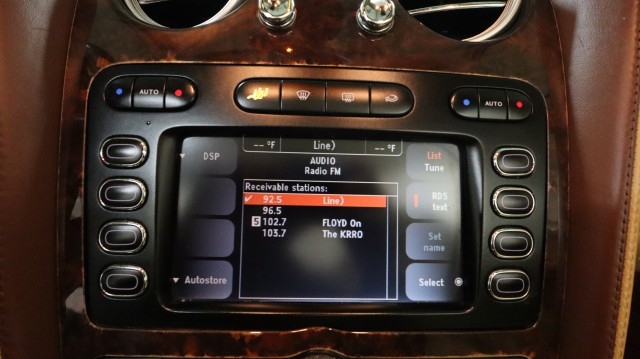 AUTO
AUTO
-- °F Line) -- °F
DSP
AUDIO
Radio FM
List
Tune
Receivable stations:
✓ 92.5 Line)
96.5
S 102.7 FLOYD On
103.7 The KRRO
RDS
text
Set
name
Autostore
Select